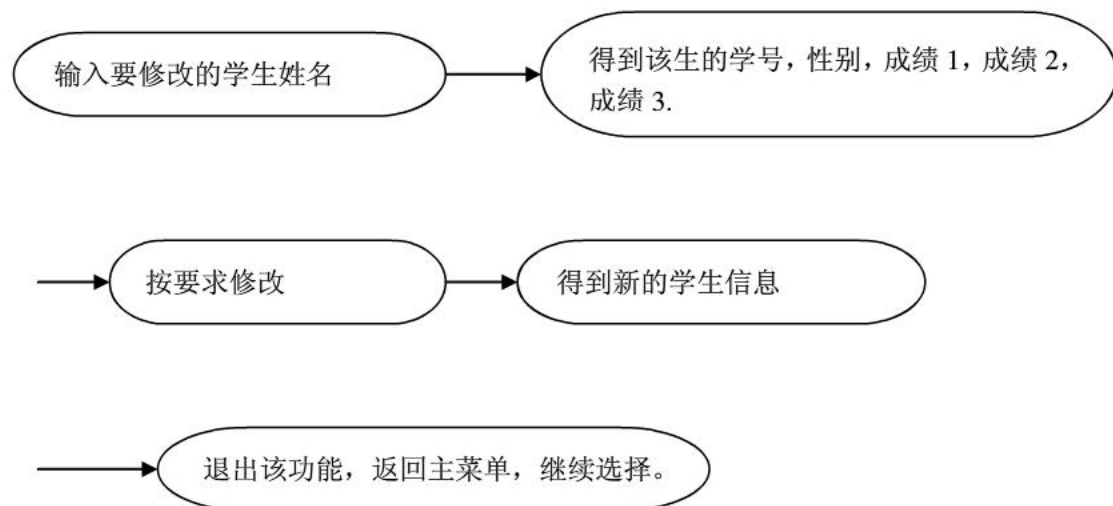 输入要修改的学生姓名
得到该生的学号，性别，成绩 1，成绩 2，
成绩 3.
按要求修改
得到新的学生信息
退出该功能，返回主菜单，继续选择。